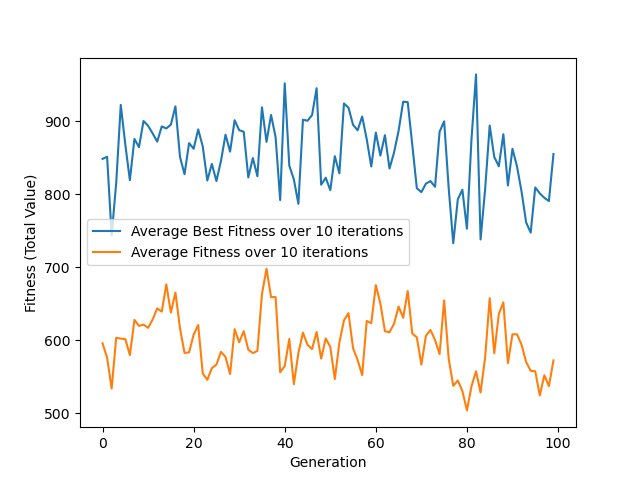 900
800
700
600
500
Fitness (Total Value)
Average Best Fitness over 10 iterations
Average Fitness over 10 iterations
0 20 40 60 80 100
Generation